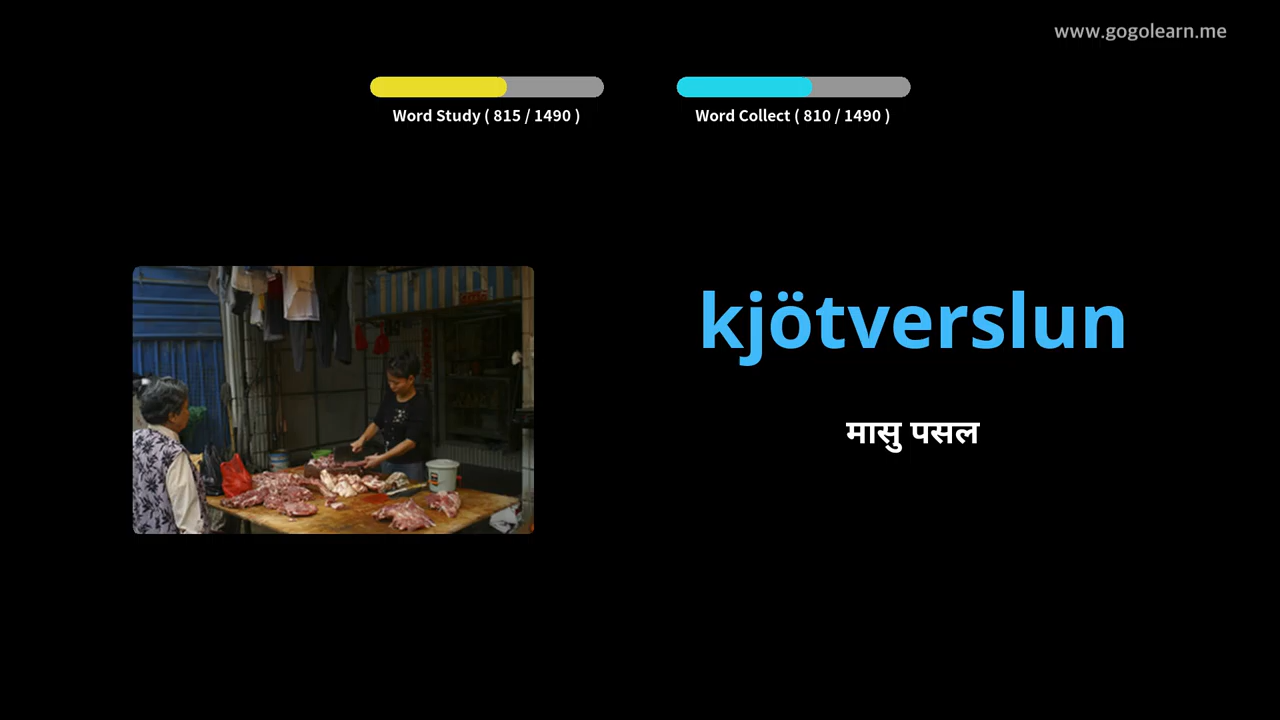 www.gogolearn.me
Word Study ( 815 / 1490 )
Word Collect ( 810 / 1490 )
kjötverslun
मासु पसल